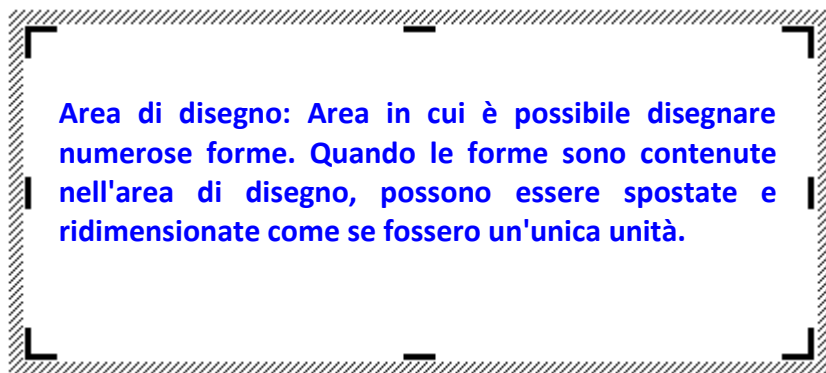 Area di disegno: Area in cui è possibile disegnare
numerose forme. Quando le forme sono contenute
nell'area di disegno, possono essere spostate e
ridimensionate come se fossero un'unica unità.